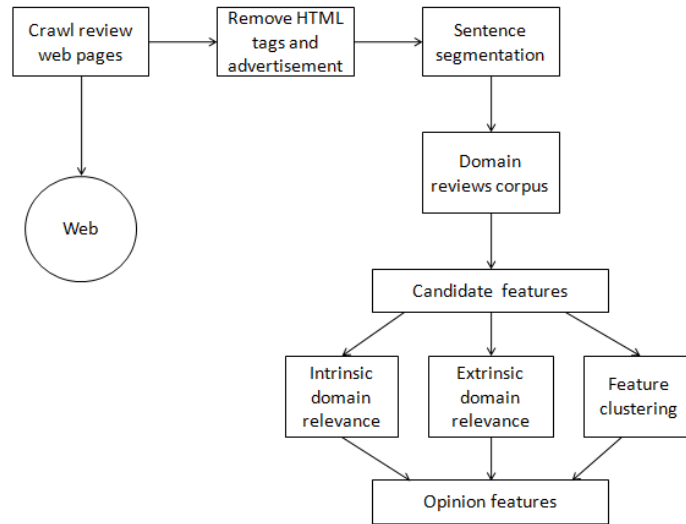 Crawl review
web pages
Remove HTML
tags and
advertisement
Sentence
segmentation
Domain
reviews corpus
Web
Candidate features
Intrinsic
domain
relevance
Extrinsic
domain
relevance
Feature
clustering
Opinion features